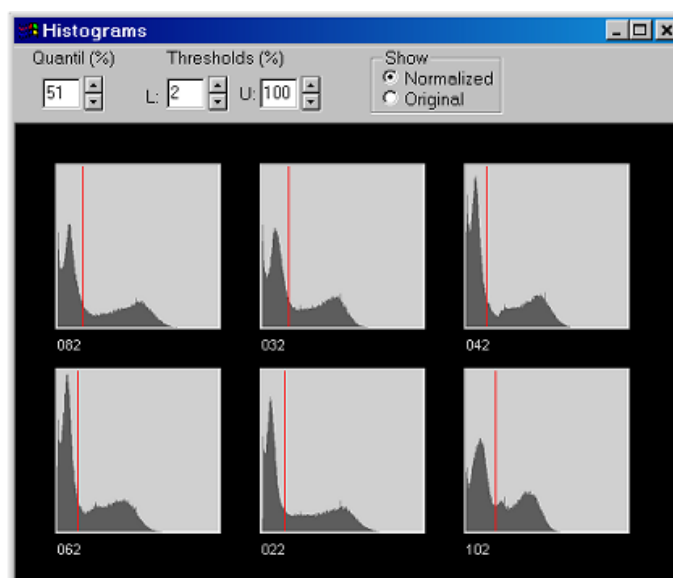 Histograms
Quantil (%) Thresholds (%) Show
51 L: 2 U: 100 Normalized
Original
082 032 042
062 022 102